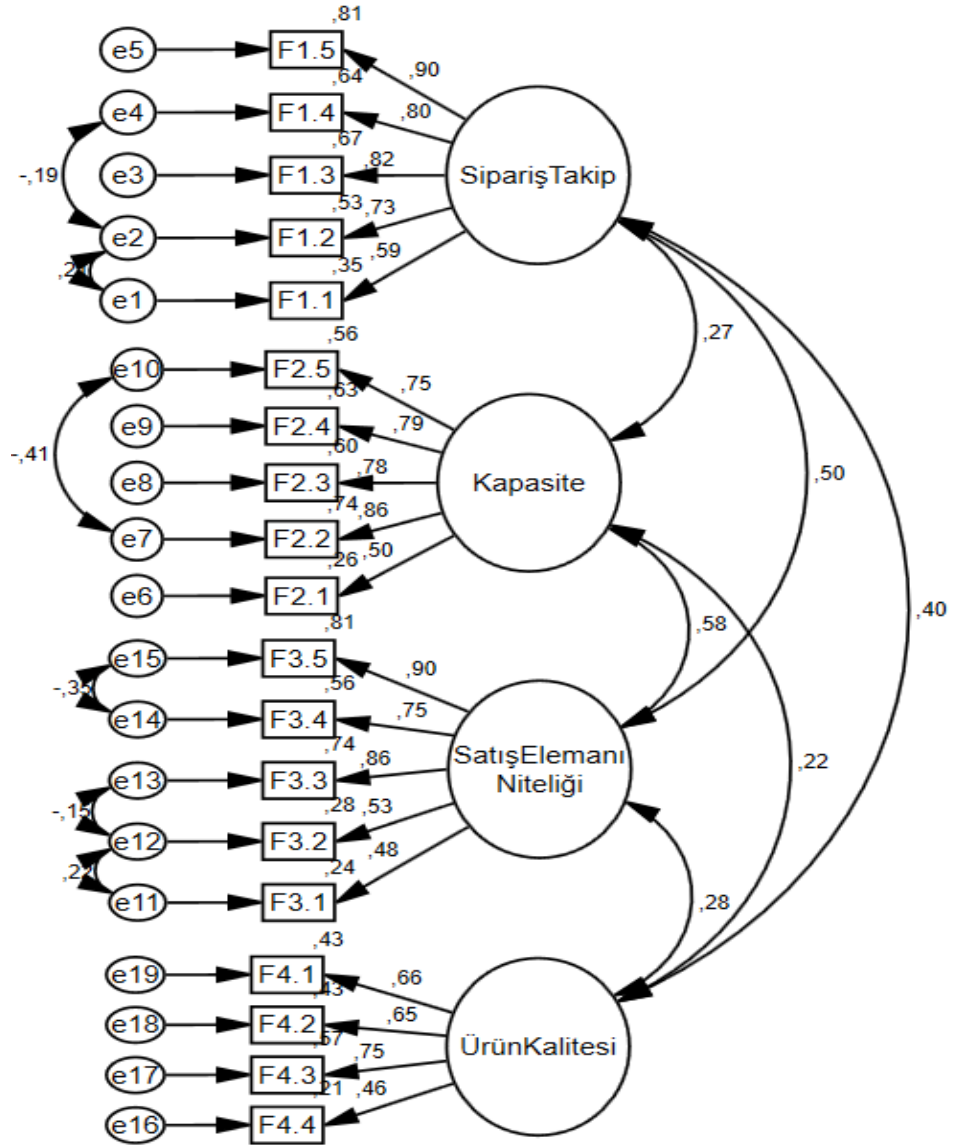 ,81
e5 F1.5 ,90
,64
e4 F1.4 ,80
,67
-,19 e3 F1.3 ,82 SiparişTakip
,53 ,73
e2 F1.2
,35 ,59
e1 F1.1
,27
,56
e10 F2.5 ,75
,63
e9 F2.4 ,79
-,41 ,60
e8 F2.3 ,78 Kapasite ,50
,74 ,86
e7 F2.2
,26 ,50
e6 F2.1
,40
,81 ,58
e15 F3.5 ,90
-,35 ,56
e14 F3.4 ,75
,74
e13 F3.3 ,86 SatışElemanı
Niteliği ,22
-,15 ,28 ,53
e12 F3.2
,24 ,48
e11 F3.1 ,28
,43
e19 F4.1 ,66
,43
e18 F4.2 ,65
,57 ÜrünKalitesi
e17 F4.3 ,75
,21 ,46
e16 F4.4